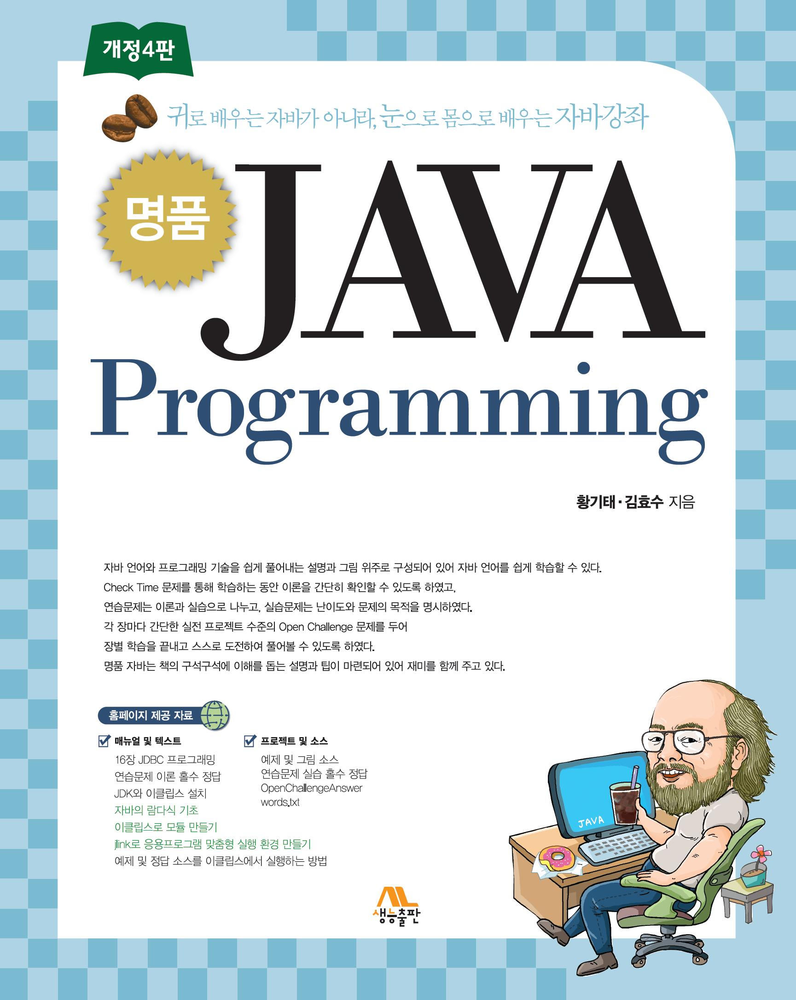 개정4판
귀로 배우는 자바가 아니라, 눈으로 몸으로 배우는 자바강좌
명품
JAVA
Programming
황기태·김효수 지음
자바 언어와 프로그래밍 기술을 쉽게 풀어내는 설명과 그림 위주로 구성되어 있어 자바 언어를 쉽게 학습할 수 있다.
Check Time 문제를 통해 학습하는 동안 이론을 간단히 확인할 수 있도록 하였고,
연습문제는 이론과 실습으로 나누고, 실습문제는 난이도와 문제의 목적을 명시하였다.
각 장마다 간단한 실전 프로젝트 수준의 Open Challenge 문제를 두어
장별 학습을 끝내고 스스로 도전하여 풀어볼 수 있도록 하였다.
명품 자바는 책의 구석구석에 이해를 돕는 설명과 팁이 마련되어 있어 재미를 함께 주고 있다.
홈페이지 제공 자료
매뉴얼 및 텍스트
16장 JDBC 프로그래밍
연습문제 이론 홀수 정답
JDK와 이클립스 설치
자바의 람다식 기초
이클립스로 모듈 만들기
jlink로 응용프로그램 맞춤형 실행 환경 만들기
예제 및 정답 소스를 이클립스에서 실행하는 방법
프로젝트 및 소스
예제 및 그림 소스
연습문제 실습 홀수 정답
OpenChallengeAnswer
words.txt
JAVA
생능출판